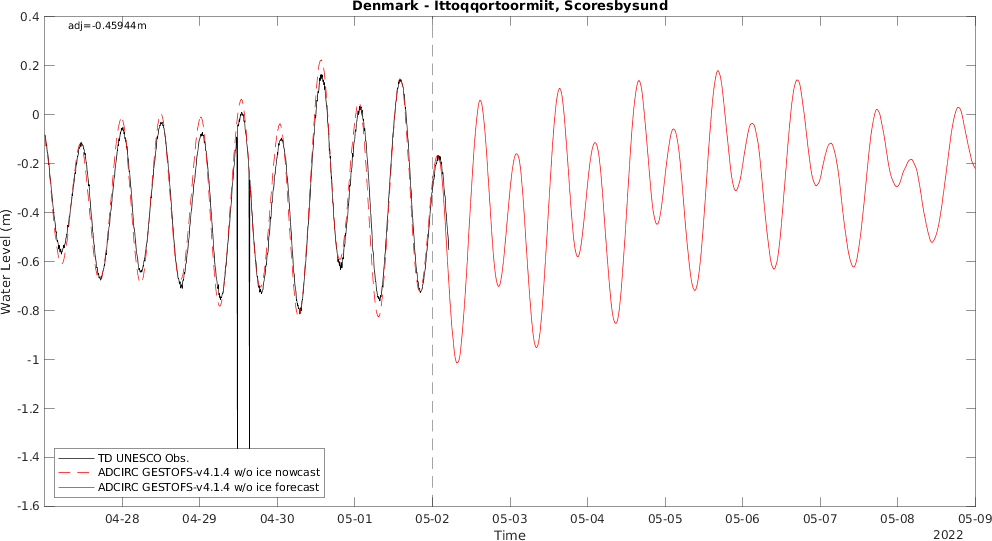 Denmark - Ittoqqortoormiit, Scoresbysund
adj=-0.45944m
0.4
0.2
0
-0.2
-0.4
-0.6
-0.8
-1
-1.2
-1.4
-1.6
Water Level (m)
TD UNESCO Obs.
ADCIRC GESTOFS-v4.1.4 w/o ice nowcast
ADCIRC GESTOFS-v4.1.4 w/o ice forecast
04-28 04-29 04-30 05-01 05-02 05-03 05-04 05-05 05-06 05-07 05-08 05-09
Time
2022